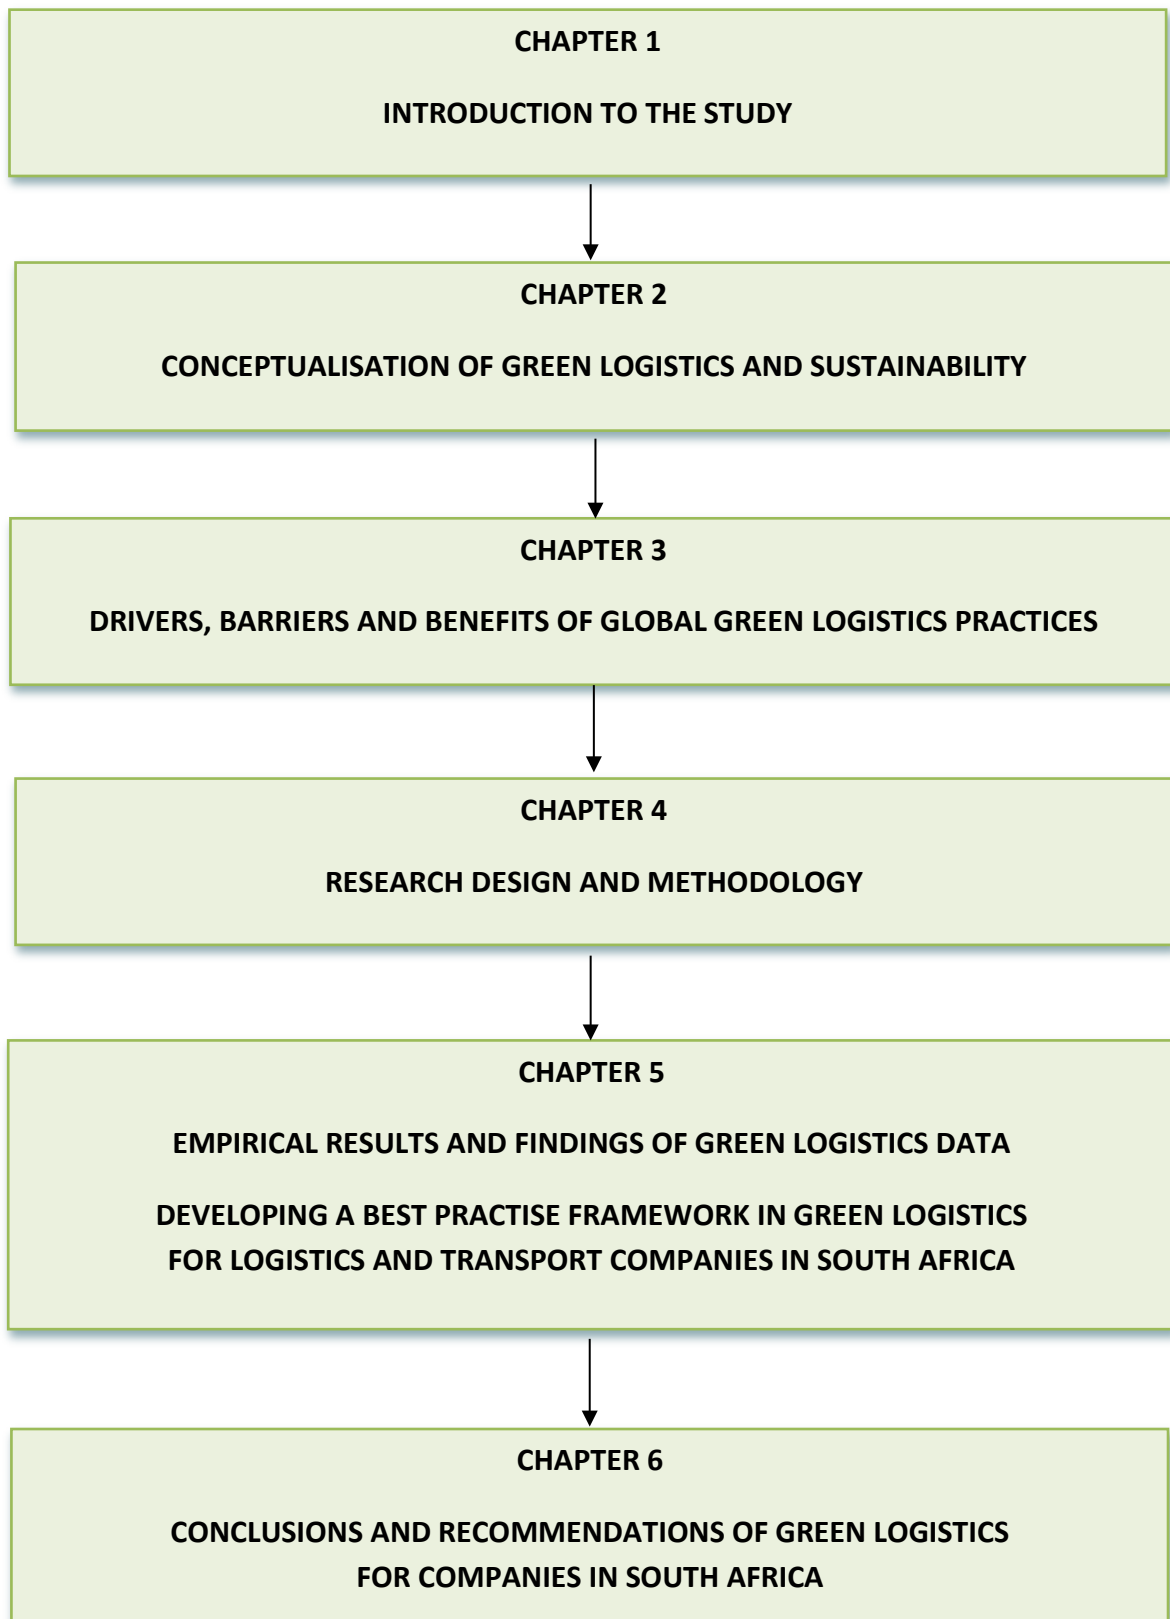 CHAPTER 1
INTRODUCTION TO THE STUDY
CHAPTER 2
CONCEPTUALISATION OF GREEN LOGISTICS AND SUSTAINABILITY
CHAPTER 3
DRIVERS, BARRIERS AND BENEFITS OF GLOBAL GREEN LOGISTICS PRACTICES
CHAPTER 4
RESEARCH DESIGN AND METHODOLOGY
CHAPTER 5
EMPIRICAL RESULTS AND FINDINGS OF GREEN LOGISTICS DATA
DEVELOPING A BEST PRACTISE FRAMEWORK IN GREEN LOGISTICS
FOR LOGISTICS AND TRANSPORT COMPANIES IN SOUTH AFRICA
CHAPTER 6
CONCLUSIONS AND RECOMMENDATIONS OF GREEN LOGISTICS
FOR COMPANIES IN SOUTH AFRICA